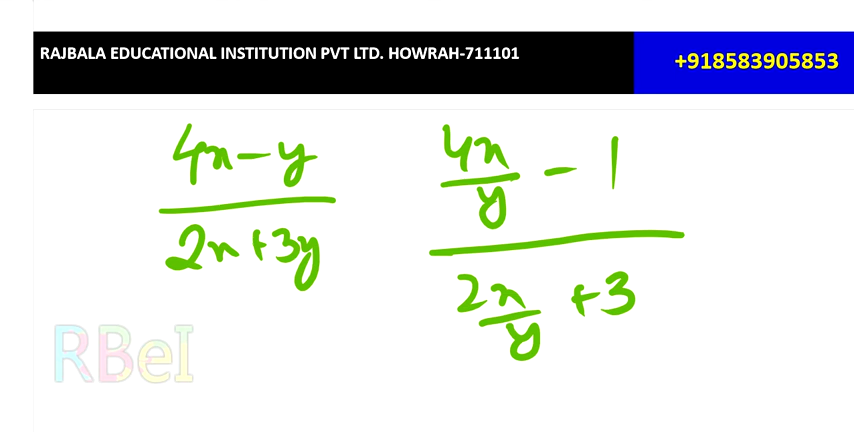 RAJBALA EDUCATIONAL INSTITUTION PVT LTD. HOWRAH-711101
+918583905853
4x - y
2x + 3y
4x
y
- 1
2x
y
+ 3
RBeI